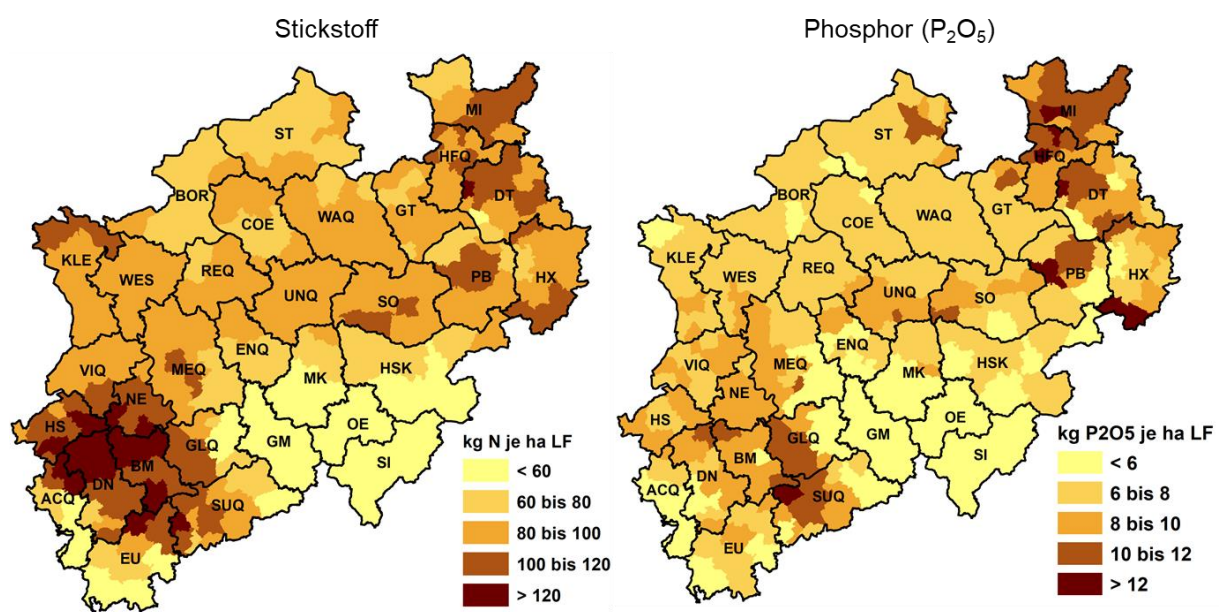 Stickstoff
MI
ST
HFQ
BOR
DT
WAQ
GT
COE
KLE
PB
HX
WES
REQ
UNQ
SO
ENQ
VIQ
MEQ
MK
HSK
NE
HS
GLQ
GM
OE
BM
SI
DN
ACQ
SUQ
EU
kg N je ha LF
< 60
60 bis 80
80 bis 100
100 bis 120
> 120
Phosphor (P₂O₅)
MI
ST
HFQ
BOR
DT
WAQ
GT
COE
KLE
PB
HX
WES
REQ
UNQ
SO
ENQ
VIQ
MEQ
MK
HSK
NE
HS
GLQ
GM
OE
BM
SI
DN
ACQ
SUQ
EU
kg P2O5 je ha LF
< 6
6 bis 8
8 bis 10
10 bis 12
> 12